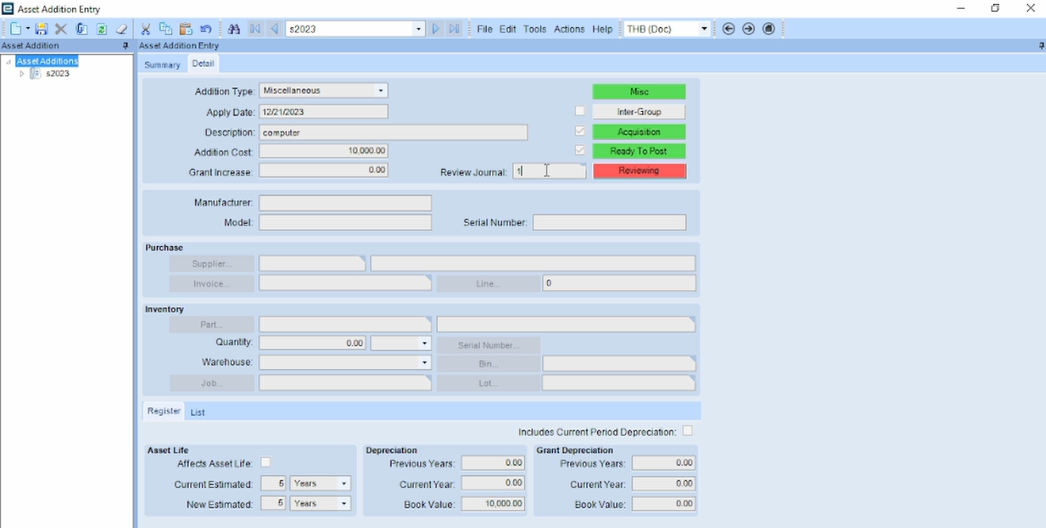 Asset Addition Entry
s2023 File Edit Tools Actions Help THB (Doc)
Asset Addition Asset Addition Entry
Asset Additions
s2023
Summary Detail
Addition Type: Miscellaneous Misc
Apply Date: 12/21/2023 Inter-Group
Description: computer Acquisition
Addition Cost: 10,000.00 Ready To Post
Grant Increase: 0.00 Review Journal: 1 Reviewing
Manufacturer:
Model: Serial Number:
Purchase
Supplier...
Invoice... Line... 0
Inventory
Part...
Quantity: 0.00 Serial Number...
Warehouse: Bin...
Job... Lot...
Register List
Includes Current Period Depreciation:
Asset Life Depreciation Grant Depreciation
Affects Asset Life: Previous Years: 0.00 Previous Years: 0.00
Current Estimated: 5 Years Current Year: 0.00 Current Year: 0.00
New Estimated: 5 Years Book Value: 10,000.00 Book Value: 0.00